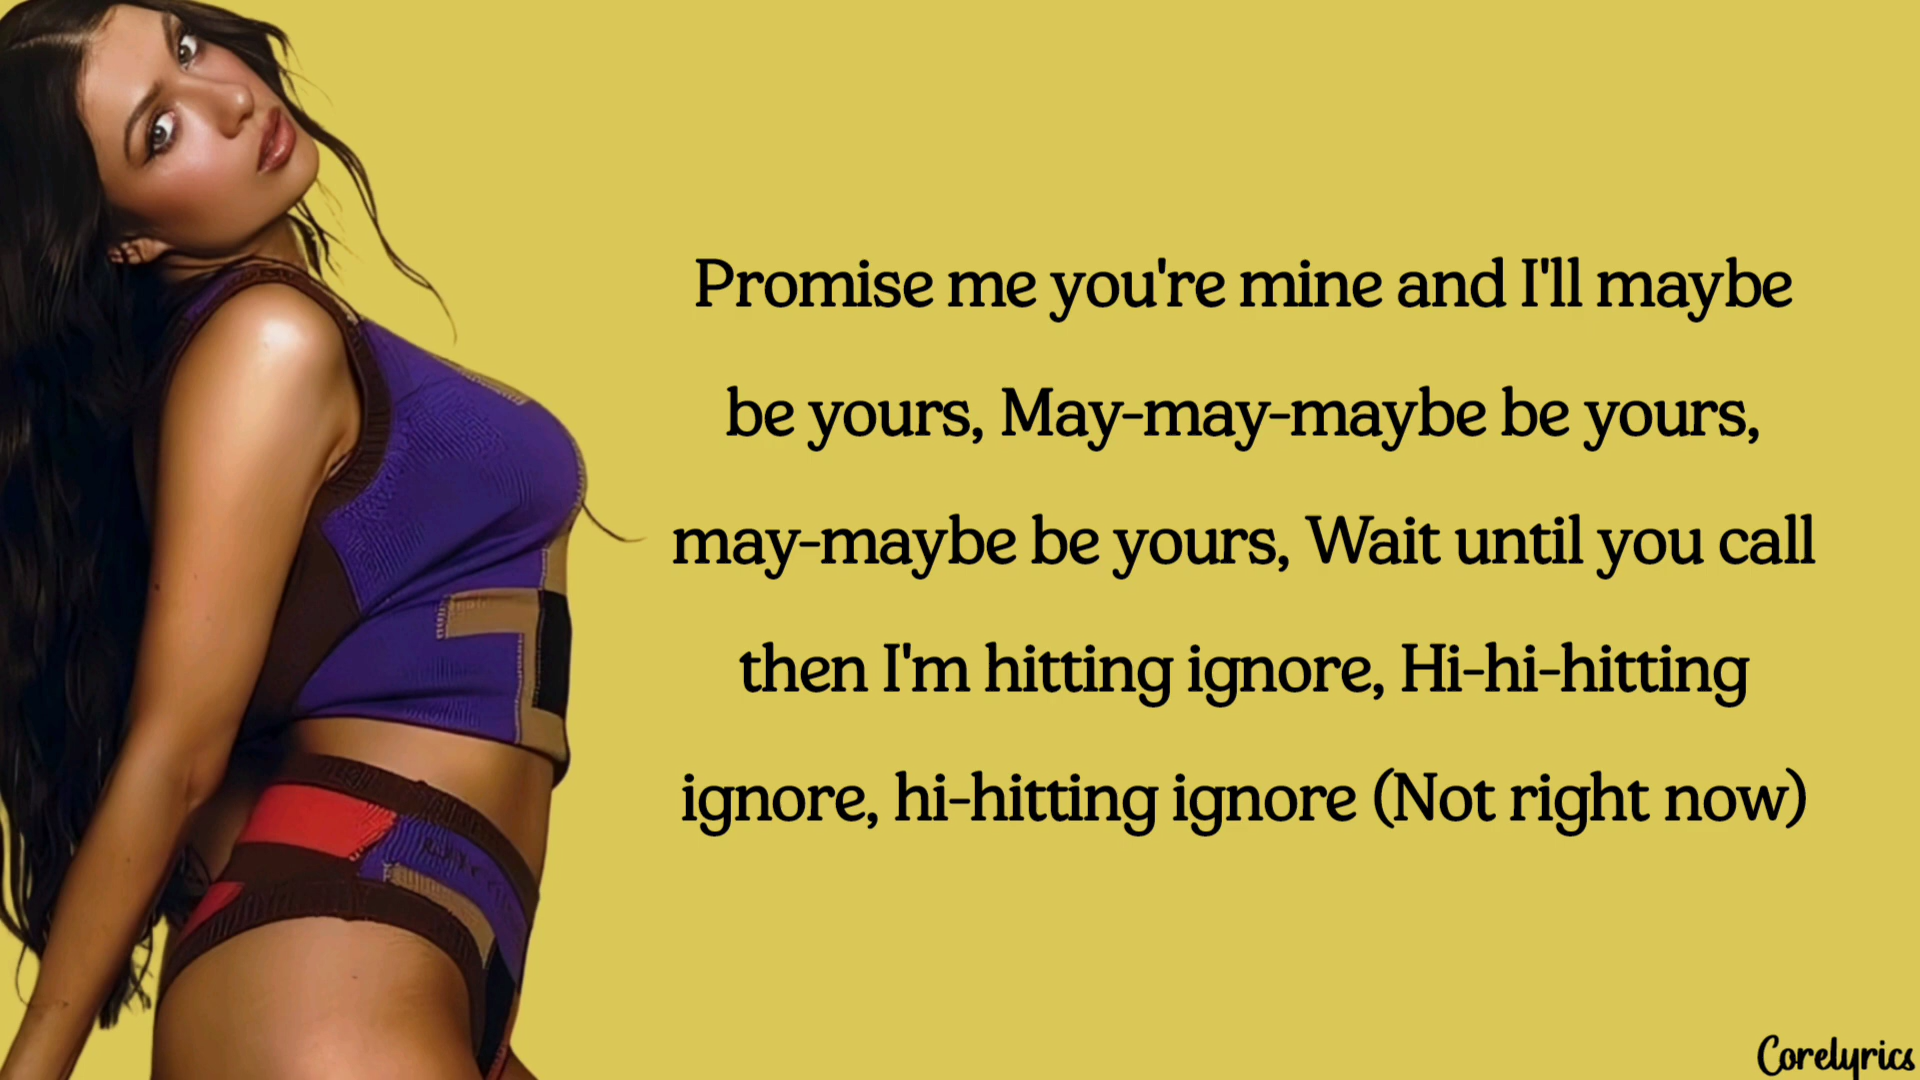 Promise me you're mine and I'll maybe
be yours, May-may-maybe be yours,
may-maybe be yours, Wait until you call
then I'm hitting ignore, Hi-hi-hitting
ignore, hi-hitting ignore (Not right now)
Corelyrics